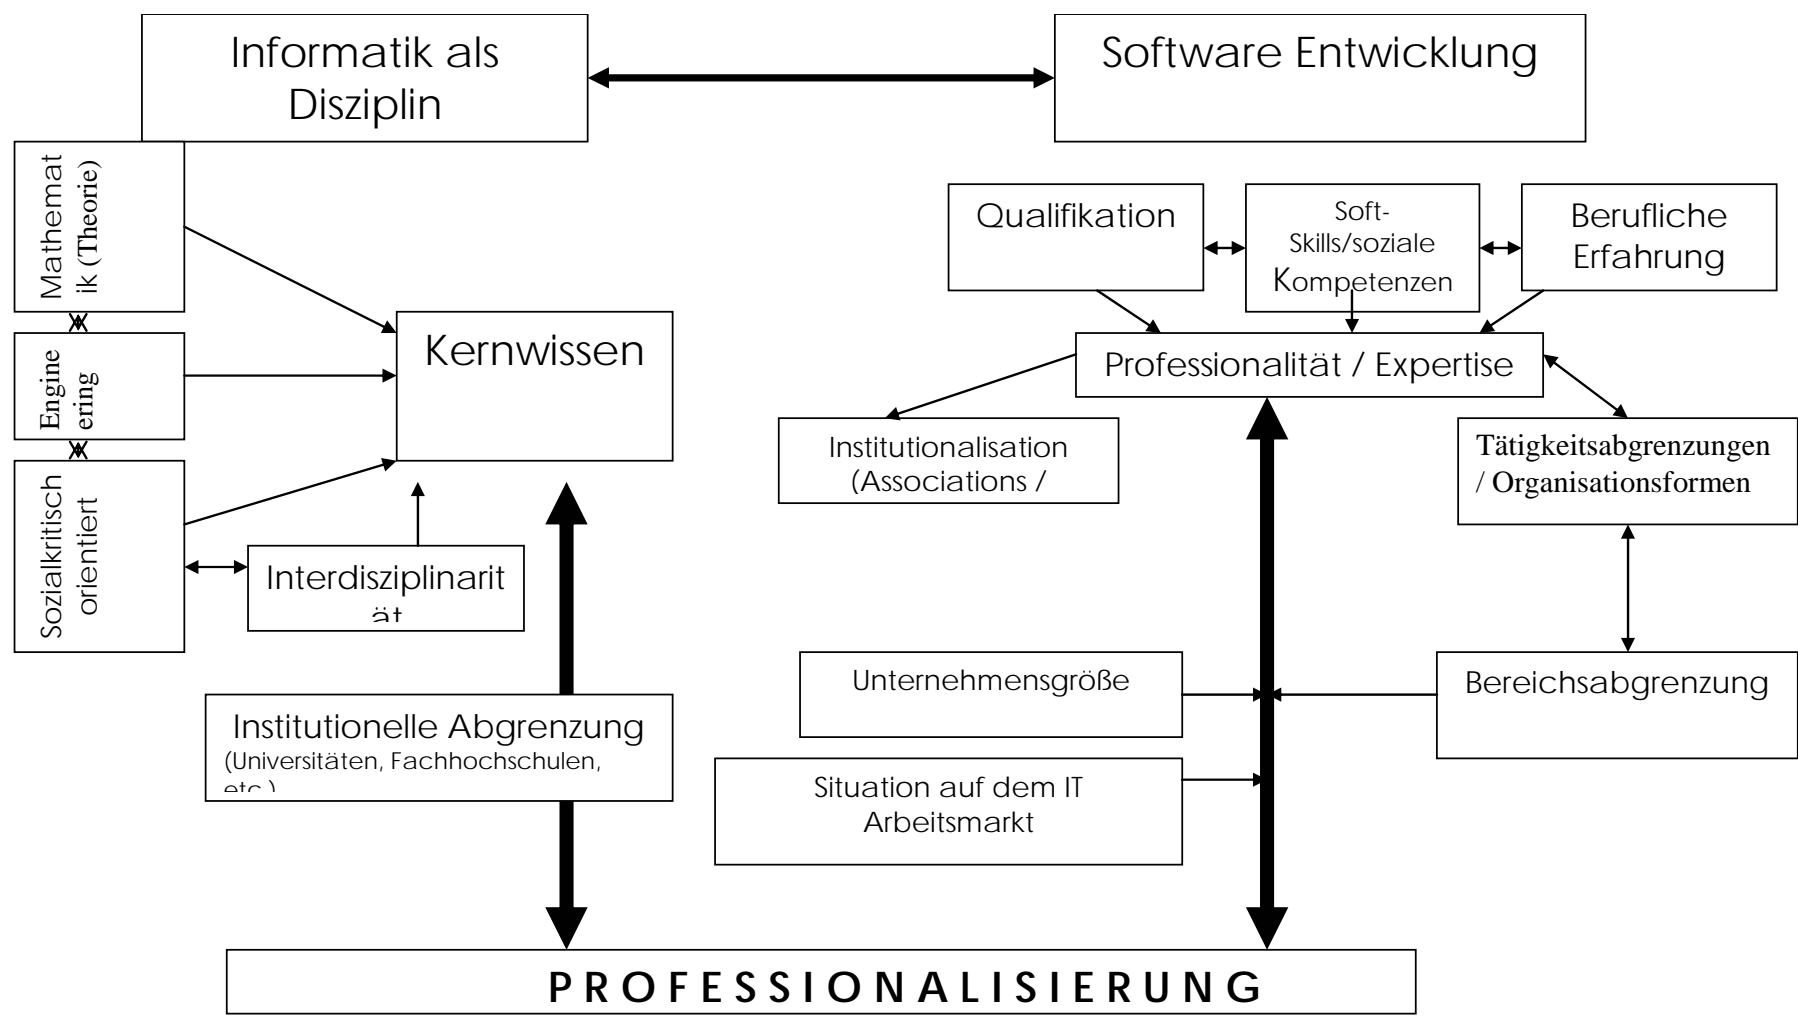 Informatik als
Disziplin
Software Entwicklung
Mathemat
ik (Theorie)
Engine
ering
Sozialkritisch
orientiert
Kernwissen
Interdisziplinarit
ät
Institutionelle Abgrenzung
(Universitäten, Fachhochschulen,
etc.)
Qualifikation
Soft-
Skills/soziale
Kompetenzen
Berufliche
Erfahrung
Professionalität / Expertise
Institutionalisation
(Associations /
Tätigkeitsabgrenzungen
/ Organisationsformen
Unternehmensgröße
Bereichsabgrenzung
Situation auf dem IT
Arbeitsmarkt
PROFESSIONALISIERUNG